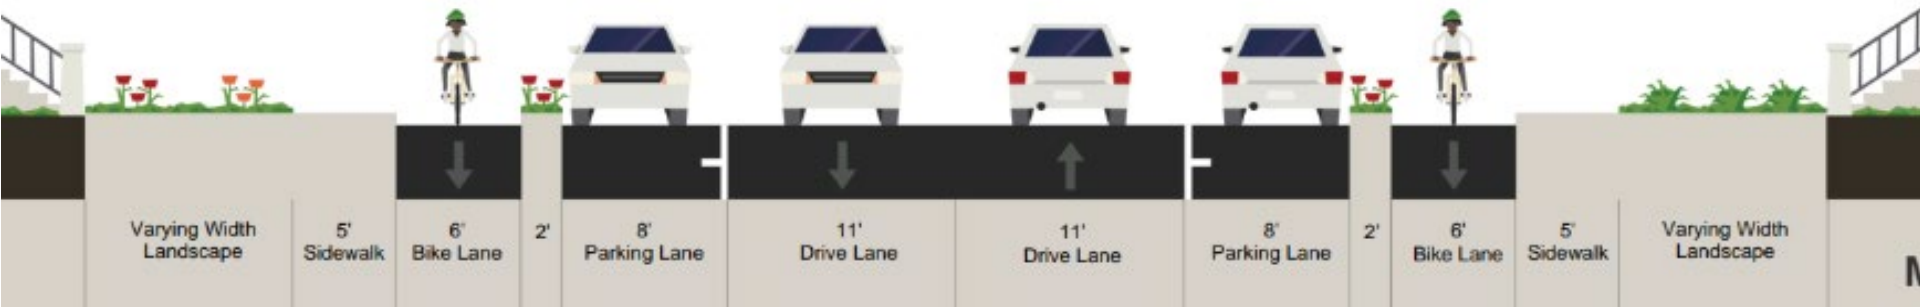 Varying Width
Landscape
5'
Sidewalk
6'
Bike Lane
2'
8'
Parking Lane
11'
Drive Lane
11'
Drive Lane
8'
Parking Lane
2'
6'
Bike Lane
5'
Sidewalk
Varying Width
Landscape